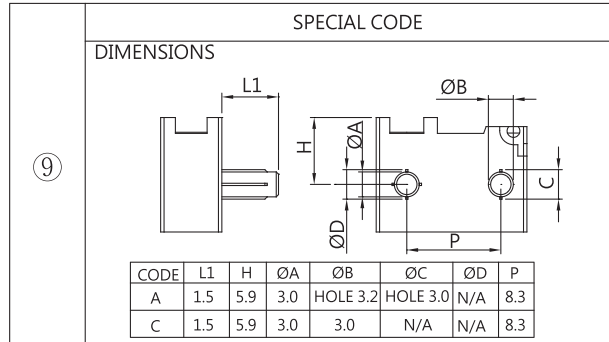 SPECIAL CODE
DIMENSIONS
⑨
L1
H
ØA
ØB
C
ØD
P
CODE L1 H ØA ØB ØC ØD P
A 1.5 5.9 3.0 HOLE 3.2 HOLE 3.0 N/A 8.3
C 1.5 5.9 3.0 3.0 N/A N/A 8.3